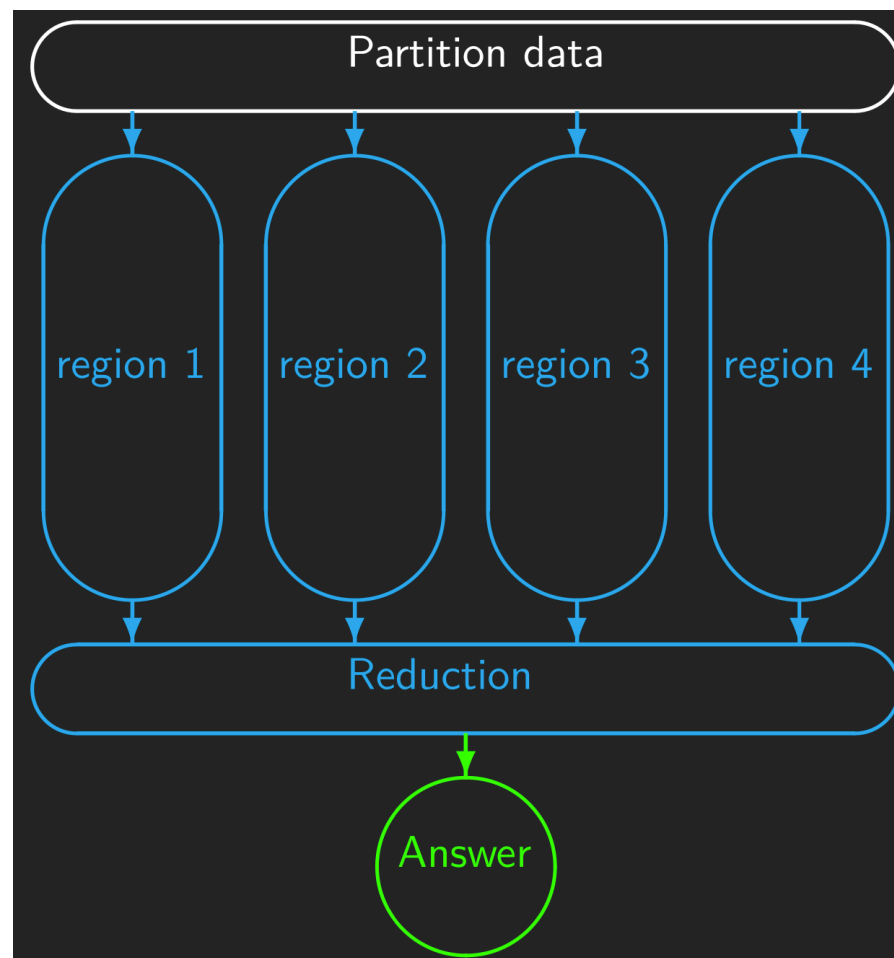 Partition data
region 1
region 2
region 3
region 4
Reduction
Answer